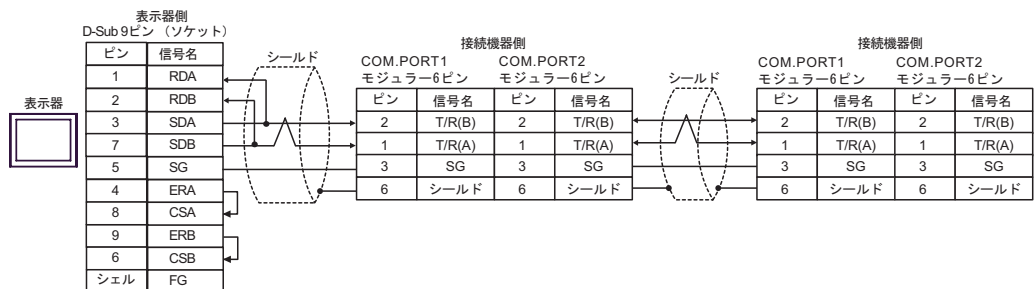 表示器側
D-Sub 9ピン (ソケット)
ピン 信号名
1 RDA
2 RDB
3 SDA
7 SDB
5 SG
4 ERA
8 CSA
9 ERB
6 CSB
シェル FG
表示器
シールド
接続機器側
COM.PORT1 COM.PORT2
モジュラー6ピン モジュラー6ピン
ピン 信号名 ピン 信号名
2 T/R(B) 2 T/R(B)
1 T/R(A) 1 T/R(A)
3 SG 3 SG
6 シールド 6 シールド
シールド
接続機器側
COM.PORT1 COM.PORT2
モジュラー6ピン モジュラー6ピン
ピン 信号名 ピン 信号名
2 T/R(B) 2 T/R(B)
1 T/R(A) 1 T/R(A)
3 SG 3 SG
6 シールド 6 シールド